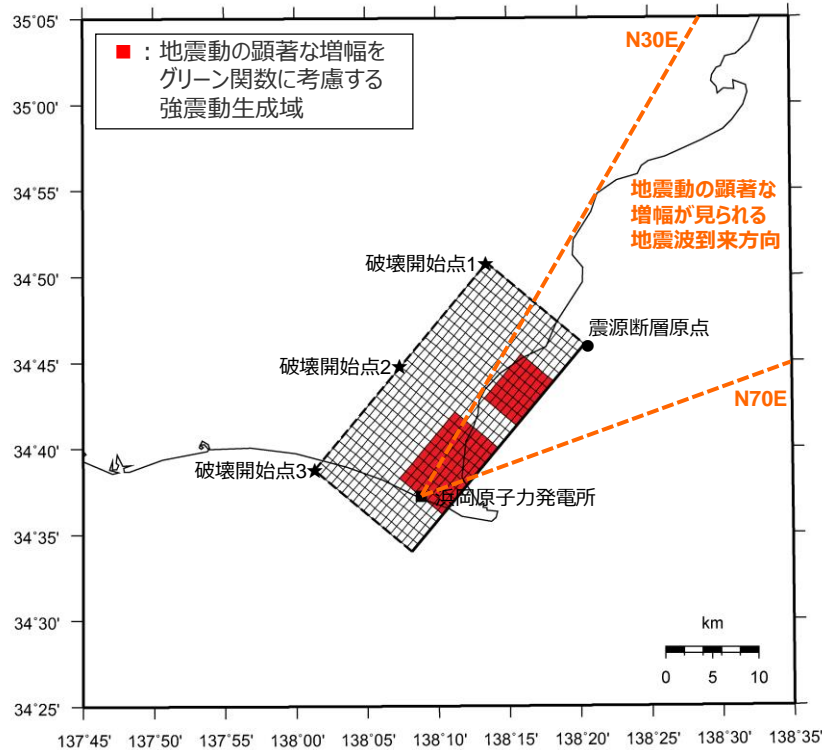 35°05'
35°00'
34°55'
34°50'
34°45'
34°40'
34°35'
34°30'
34°25'
■ : 地震動の顕著な増幅を
グリーン関数に考慮する
強震動生成域
N30E
地震動の顕著な
増幅が見られる
地震波到来方向
破壊開始点1
震源断層原点
破壊開始点2
N70E
破壊開始点3
浜岡原子力発電所
km
0 5 10
137°45' 137°50' 137°55' 138°00' 138°05' 138°10' 138°15' 138°20' 138°25' 138°30' 138°35'